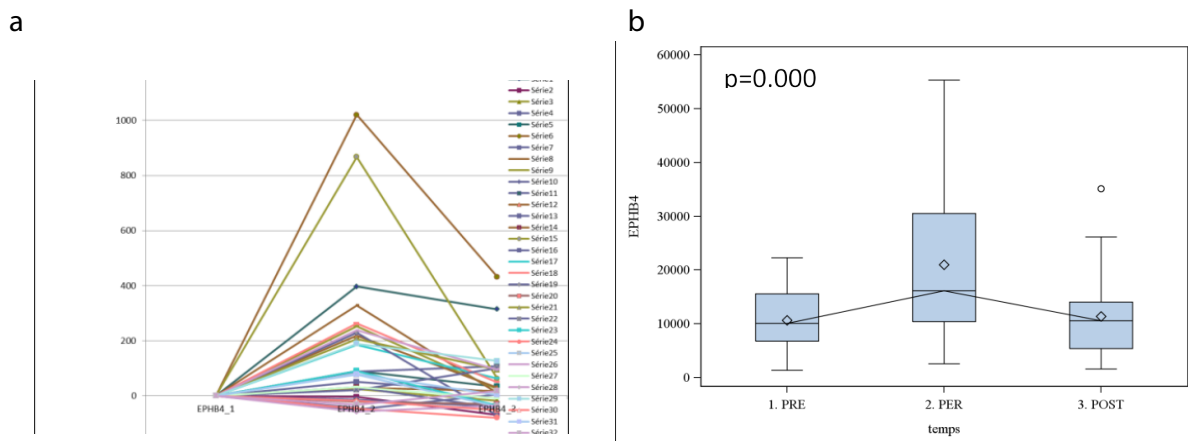 a
b
1000
800
600
400
200
0
EPHB4_1
EPHB4_2
EPHB4_3
Série2
Série3
Série4
Série5
Série6
Série7
Série8
Série9
Série10
Série11
Série12
Série13
Série14
Série15
Série16
Série17
Série18
Série19
Série20
Série21
Série22
Série23
Série24
Série25
Série26
Série27
Série28
Série29
Série30
Série31
Série32
p=0.000
60000
50000
40000
30000
20000
10000
0
EPHB4
1. PRE
2. PER
3. POST
temps